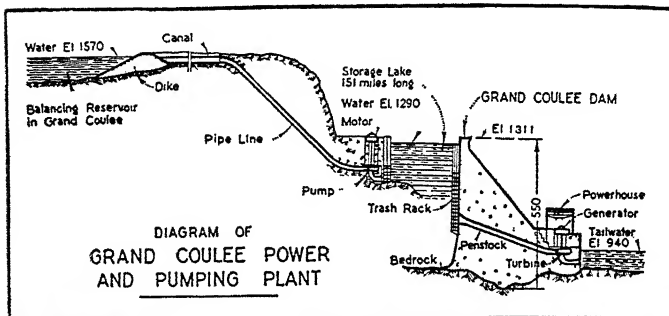 Canal
Water El 1570
Dike
Balancing Reservoir
in Grand Coulee
Pipe Line
Storage Lake
151 miles long
Water El. 1290
Motor
Pump
Trash Rack
GRAND COULEE DAM
El 1311
550
Powerhouse
Generator
Tailwater
El 940
Penstock
Turbine
Bedrock
DIAGRAM OF
GRAND COULEE POWER
AND PUMPING PLANT